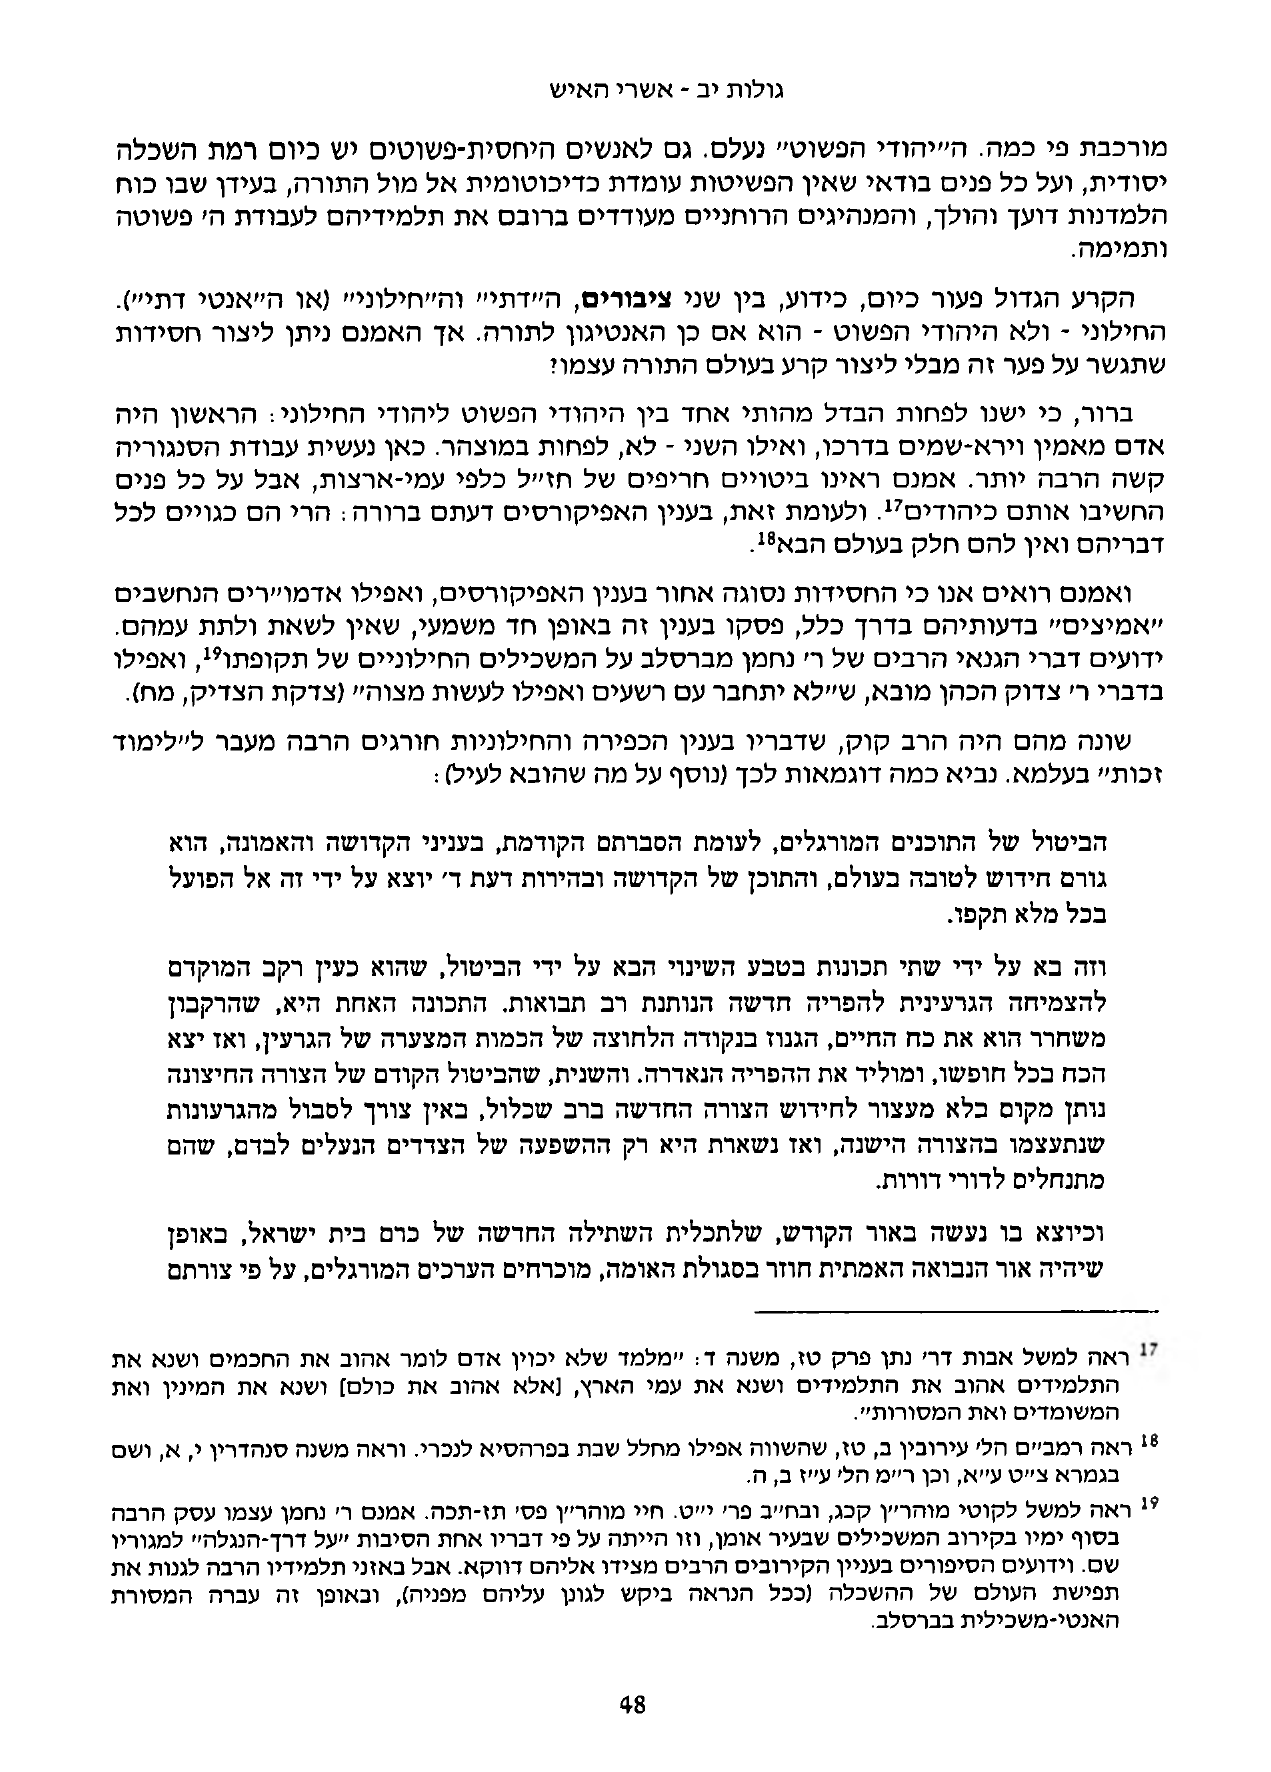 גולות יב - אשרי האיש
מורכבת פי כמה. ה"יהודי הפשוט" נעלם. גם לאנשים היחסית-פשוטים יש כיום רמת השכלה
יסודית, ועל כל פנים בודאי שאין הפשיטות עומדת כדיכוטומית אל מול התורה, בעידן שבו כוח
הלמדנות דועך והולך, והמנהיגים הרוחניים מעודדים ברובם את תלמידיהם לעבודת ה' פשוטה
ותמימה.
הקרע הגדול פעור כיום, כידוע, בין שני ציבורים, ה"דתי" וה"חילוני" (או ה"אנטי דתי").
החילוני - ולא היהודי הפשוט - הוא אם כן האנטיגון לתורה. אך האמנם ניתן ליצור חסידות
שתגשר על פער זה מבלי ליצור קרע בעולם התורה עצמו?
ברור, כי ישנו לפחות הבדל מהותי אחד בין היהודי הפשוט ליהודי החילוני: הראשון היה
אדם מאמין וירא-שמים בדרכו, ואילו השני - לא, לפחות במוצהר. כאן נעשית עבודת הסנגוריה
קשה הרבה יותר. אמנם ראינו ביטויים חריפים של חז"ל כלפי עמי-ארצות, אבל על כל פנים
החשיבו אותם כיהודים17. ולעומת זאת, בענין האפיקורסים דעתם ברורה: הרי הם כגויים לכל
דבריהם ואין להם חלק בעולם הבא18.
ואמנם רואים אנו כי החסידות נסוגה אחור בענין האפיקורסים, ואפילו אדמו"רים הנחשבים
"אמיצים" בדעותיהם בדרך כלל, פסקו בענין זה באופן חד משמעי, שאין לשאת ולתת עמהם.
ידועים דברי הגנאי הרבים של ר' נחמן מברסלב על המשכילים החילוניים של תקופתו19, ואפילו
בדברי ר' צדוק הכהן מובא, ש"לא יתחבר עם רשעים ואפילו לעשות מצוה" (צדקת הצדיק, מח).
שונה מהם היה הרב קוק, שדבריו בענין הכפירה והחילוניות חורגים הרבה מעבר ל"לימוד
זכות" בעלמא. נביא כמה דוגמאות לכך (נוסף על מה שהובא לעיל):
הביטול של התוכנים המורגלים, לעומת הסברתם הקודמת, בעניני הקדושה והאמונה, הוא
גורם חידוש לטובה בעולם, והתוכן של הקדושה ובהירות דעת ד' יוצא על ידי זה אל הפועל
בכל מלא תקפו.
וזה בא על ידי שתי תכונות בטבע השינוי הבא על ידי הביטול, שהוא כעין רקב המוקדם
להצמיחה הגרעינית להפריה חדשה הנותנת רב תבואות. התכונה האחת היא, שהרקבון
משחרר הוא את כח החיים, הגנוז בנקודה הלחוצה של הכמות המצערה של הגרעין, ואז יצא
הכח בכל חופשו, ומוליד את ההפריה הנאדרה. והשנית, שהביטול הקודם של הצורה החיצונה
נותן מקום בלא מעצור לחידוש הצורה החדשה ברב שכלול, באין צורך לסבול מהגרעונות
שנתעצמו בהצורה הישנה, ואז נשארת היא רק ההשפעה של הצדדים הנעלים לבדם, שהם
מתנחלים לדורי דורות.
וכיוצא בו נעשה באור הקודש, שלתכלית השתילה החדשה של כרם בית ישראל, באופן
שיהיה אור הנבואה האמתית חוזר בסגולת האומה, מוכרחים הערכים המורגלים, על פי צורתם
17 ראה למשל אבות דר' נתן פרק טז, משנה ד: "מלמד שלא יכוין אדם לומר אהוב את החכמים ושנא את
התלמידים אהוב את התלמידים ושנא את עמי הארץ, [אלא אהוב את כולם] ושנא את המינין ואת
המשומדים ואת המסורות".
18 ראה רמב"ם הל' עירובין ב, טז, שהשווה אפילו מחלל שבת בפרהסיא לנכרי. וראה משנה סנהדרין י, א, ושם
בגמרא צ"ט ע"א, וכן ר"מ הל' ע"ז ב, ה.
19 ראה למשל לקוטי מוהר"ן קכג, ובח"ב פר' י"ט. חיי מוהר"ן פס' תז-תכה. אמנם ר' נחמן עצמו עסק הרבה
בסוף ימיו בקירוב המשכילים שבעיר אומן, וזו הייתה על פי דבריו אחת הסיבות "על דרך-הנגלה" למגוריו
שם. וידועים הסיפורים בעניין הקירובים הרבים מצידו אליהם דווקא. אבל באזני תלמידיו הרבה לגנות את
תפישת העולם של ההשכלה (ככל הנראה ביקש לגונן עליהם מפניה), ובאופן זה עברה המסורת
האנטי-משכילית בברסלב.
48